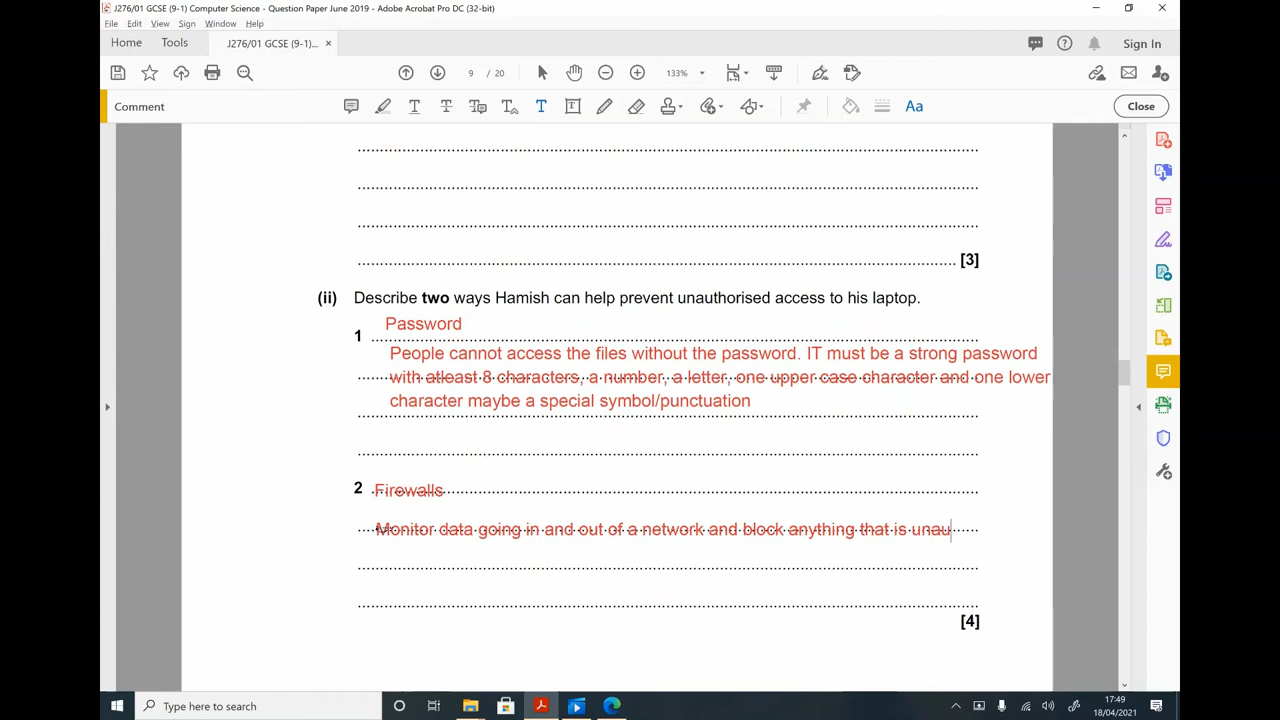 J276/01 GCSE (9-1) Computer Science - Question Paper June 2019 - Adobe Acrobat Pro DC (32-bit)
File Edit View Sign Window Help
Home Tools J276/01 GCSE (9-1)... × Sign In
9 / 20 133%
Comment Close
[3]
(ii) Describe two ways Hamish can help prevent unauthorised access to his laptop.
Password
1
People cannot access the files without the password. IT must be a strong password
with atleast 8 characters, a number, a letter, one upper case character and one lower
character maybe a special symbol/punctuation
2 Firewalls
Monitor data going in and out of a network and block anything that is unau
[4]
Type here to search
17:49
18/04/2021